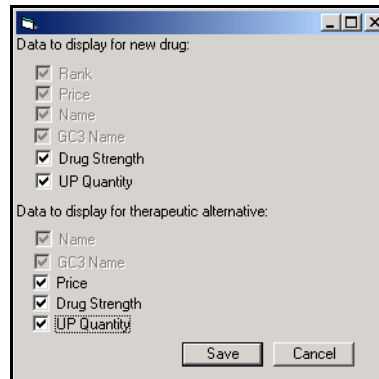 Data to display for new drug:
Rank
Price
Name
GC3 Name
Drug Strength
UP Quantity
Data to display for therapeutic alternative:
Name
GC3 Name
Price
Drug Strength
UP Quantity
Save Cancel